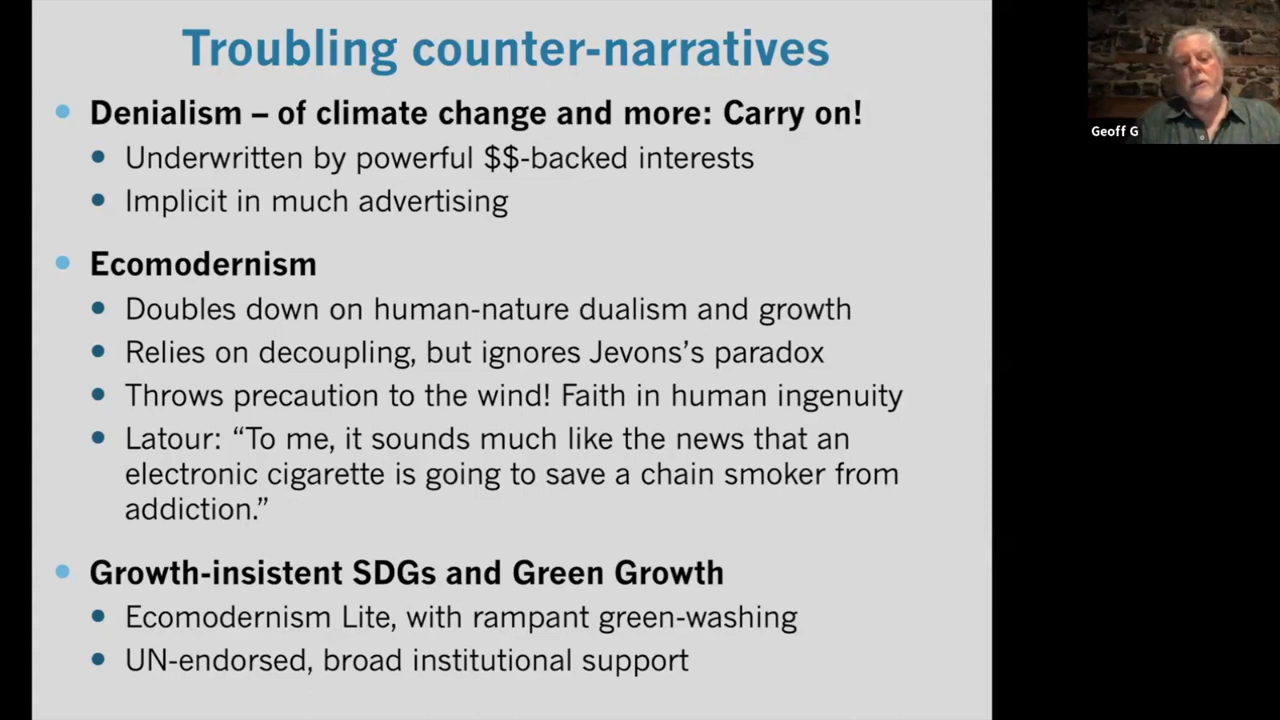 Troubling counter-narratives
Denialism – of climate change and more: Carry on!
Underwritten by powerful $$-backed interests
Implicit in much advertising
Ecomodernism
Doubles down on human-nature dualism and growth
Relies on decoupling, but ignores Jevons’s paradox
Throws precaution to the wind! Faith in human ingenuity
Latour: “To me, it sounds much like the news that an
electronic cigarette is going to save a chain smoker from
addiction.”
Growth-insistent SDGs and Green Growth
Ecomodernism Lite, with rampant green-washing
UN-endorsed, broad institutional support
Geoff G